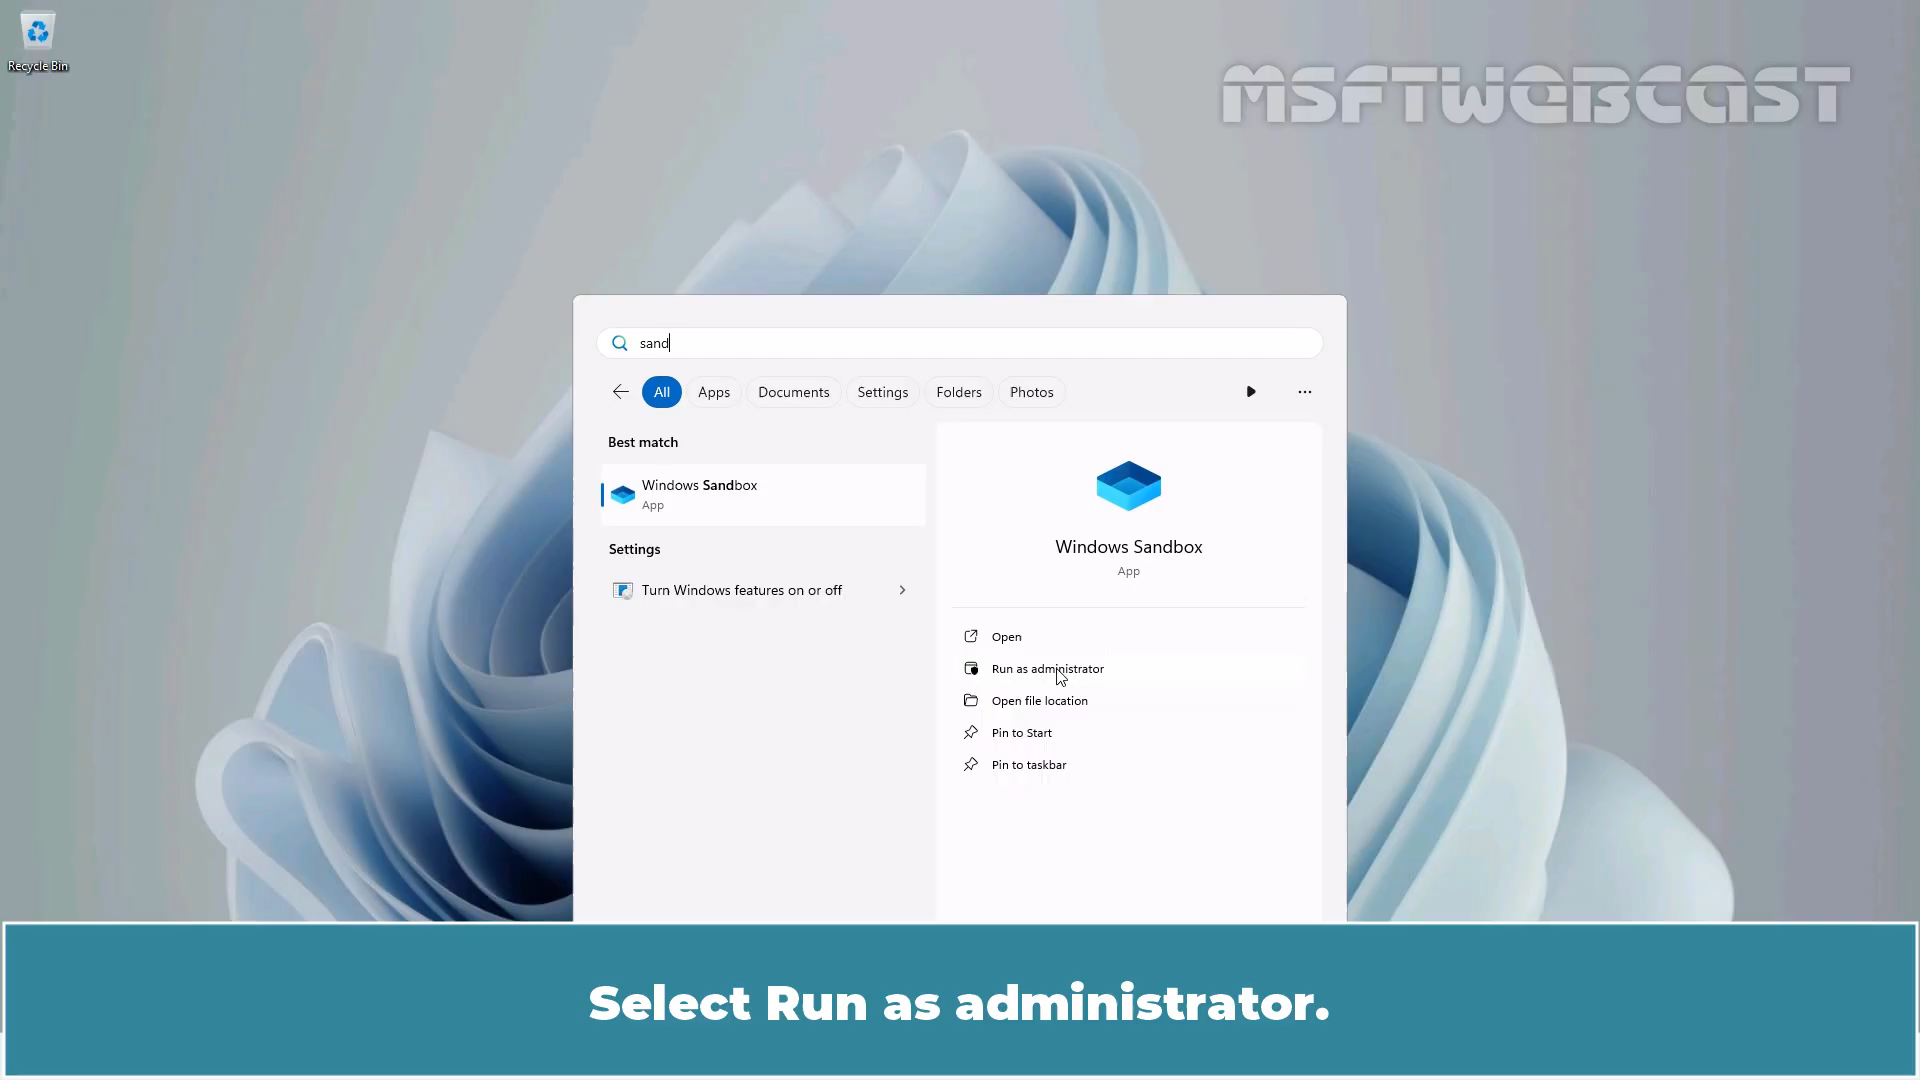 Recycle Bin
MSFTWEBCAST
sand
All
Apps
Documents
Settings
Folders
Photos
Best match
Windows Sandbox
App
Settings
Turn Windows features on or off
Windows Sandbox
App
Open
Run as administrator
Open file location
Pin to Start
Pin to taskbar
Select Run as administrator.